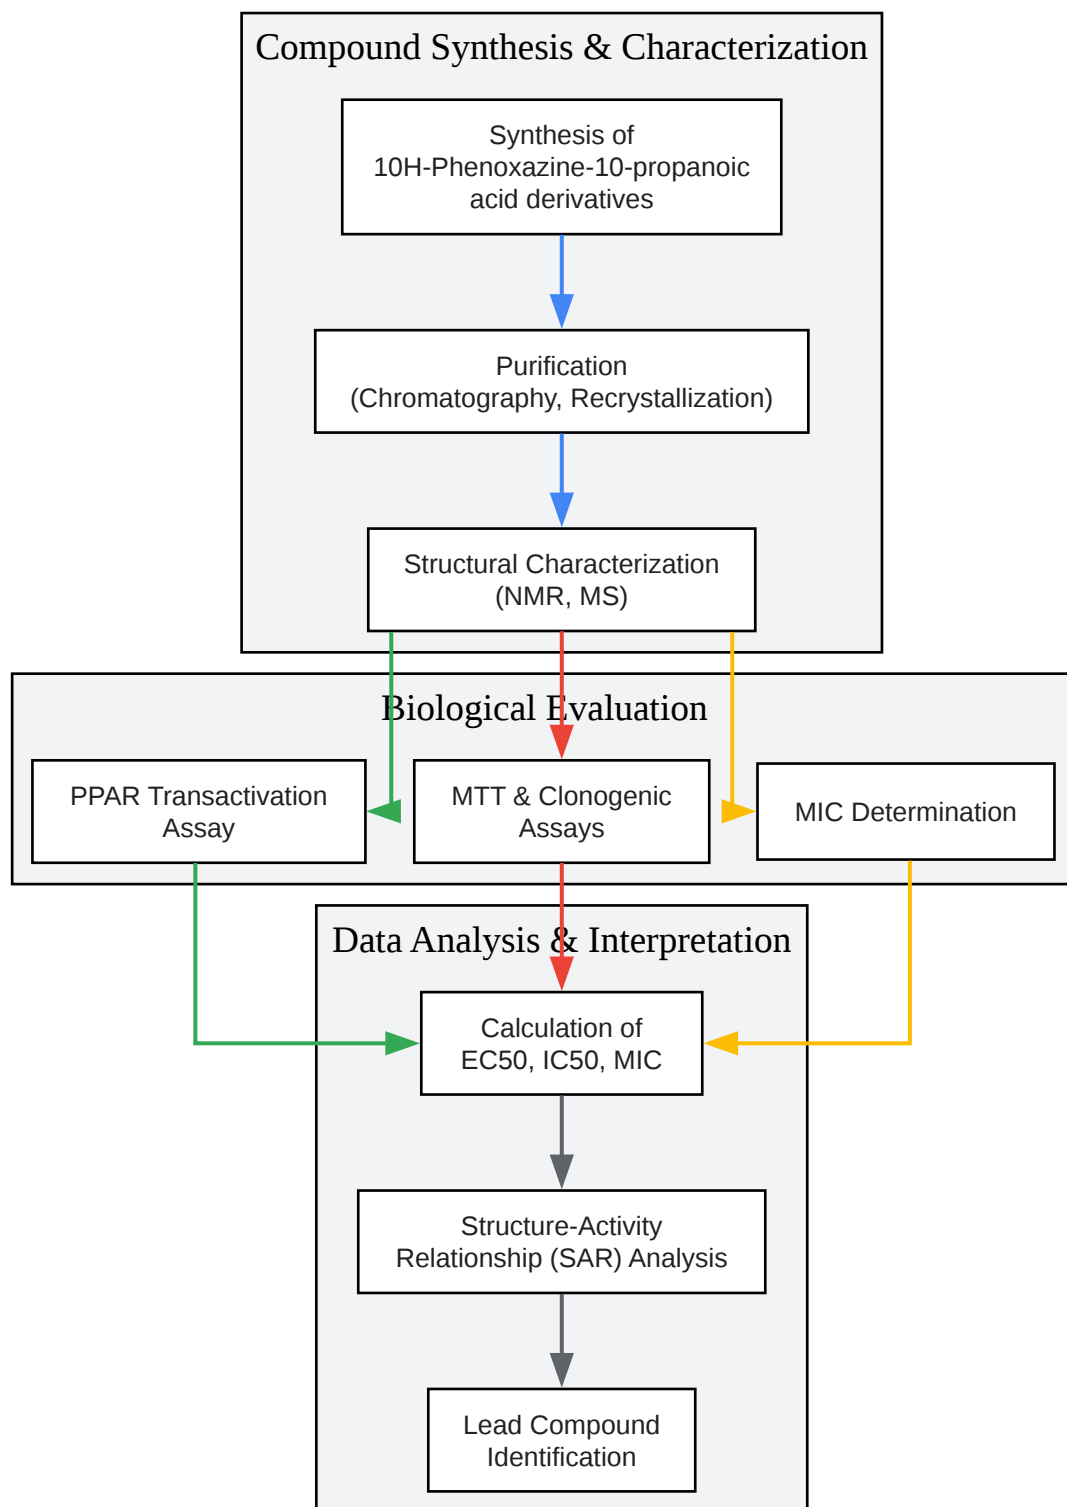 Compound Synthesis & Characterization
Synthesis of
10H-Phenoxazine-10-propanoic
acid derivatives
Purification
(Chromatography, Recrystallization)
Structural Characterization
(NMR, MS)
Biological Evaluation
PPAR Transactivation
Assay
MTT & Clonogenic
Assays
MIC Determination
Data Analysis & Interpretation
Calculation of
EC50, IC50, MIC
Structure-Activity
Relationship (SAR) Analysis
Lead Compound
Identification